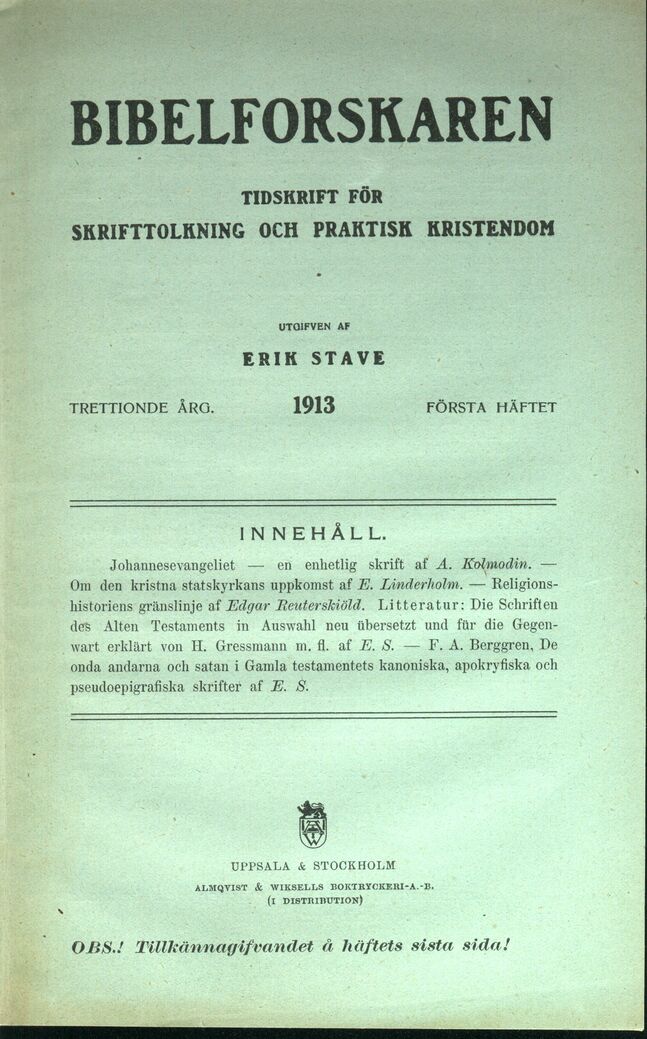 BIBELFORSKAREN
TIDSKRIFT FÖR
SKRIFTTOLKNING OCH PRAKTISK KRISTENDOM
UTGIFVEN AF
ERIK STAVE
TRETTIONDE ÅRG. 1913 FÖRSTA HÄFTET
INNEHÅLL.
Johannesevangeliet — en enhetlig skrift af A. Kolmodin. —
Om den kristna statskyrkans uppkomst af E. Linderholm. — Religions-
historiens gränslinje af Edgar Reuterskiöld. Litteratur: Die Schriften
des Alten Testaments in Auswahl neu übersetzt und für die Gegen-
wart erklärt von H. Gressmann m. fl. af E. S. — F. A. Berggren, De
onda andarna och satan i Gamla testamentets kanoniska, apokryfiska och
pseudoepigrafiska skrifter af E. S.
UPPSALA & STOCKHOLM
ALMQVIST & WIKSELLS BOKTRYCKERI-A.-B.
(I DISTRIBUTION)
OBS.! Tillkännagifvandet å häftets sista sida!